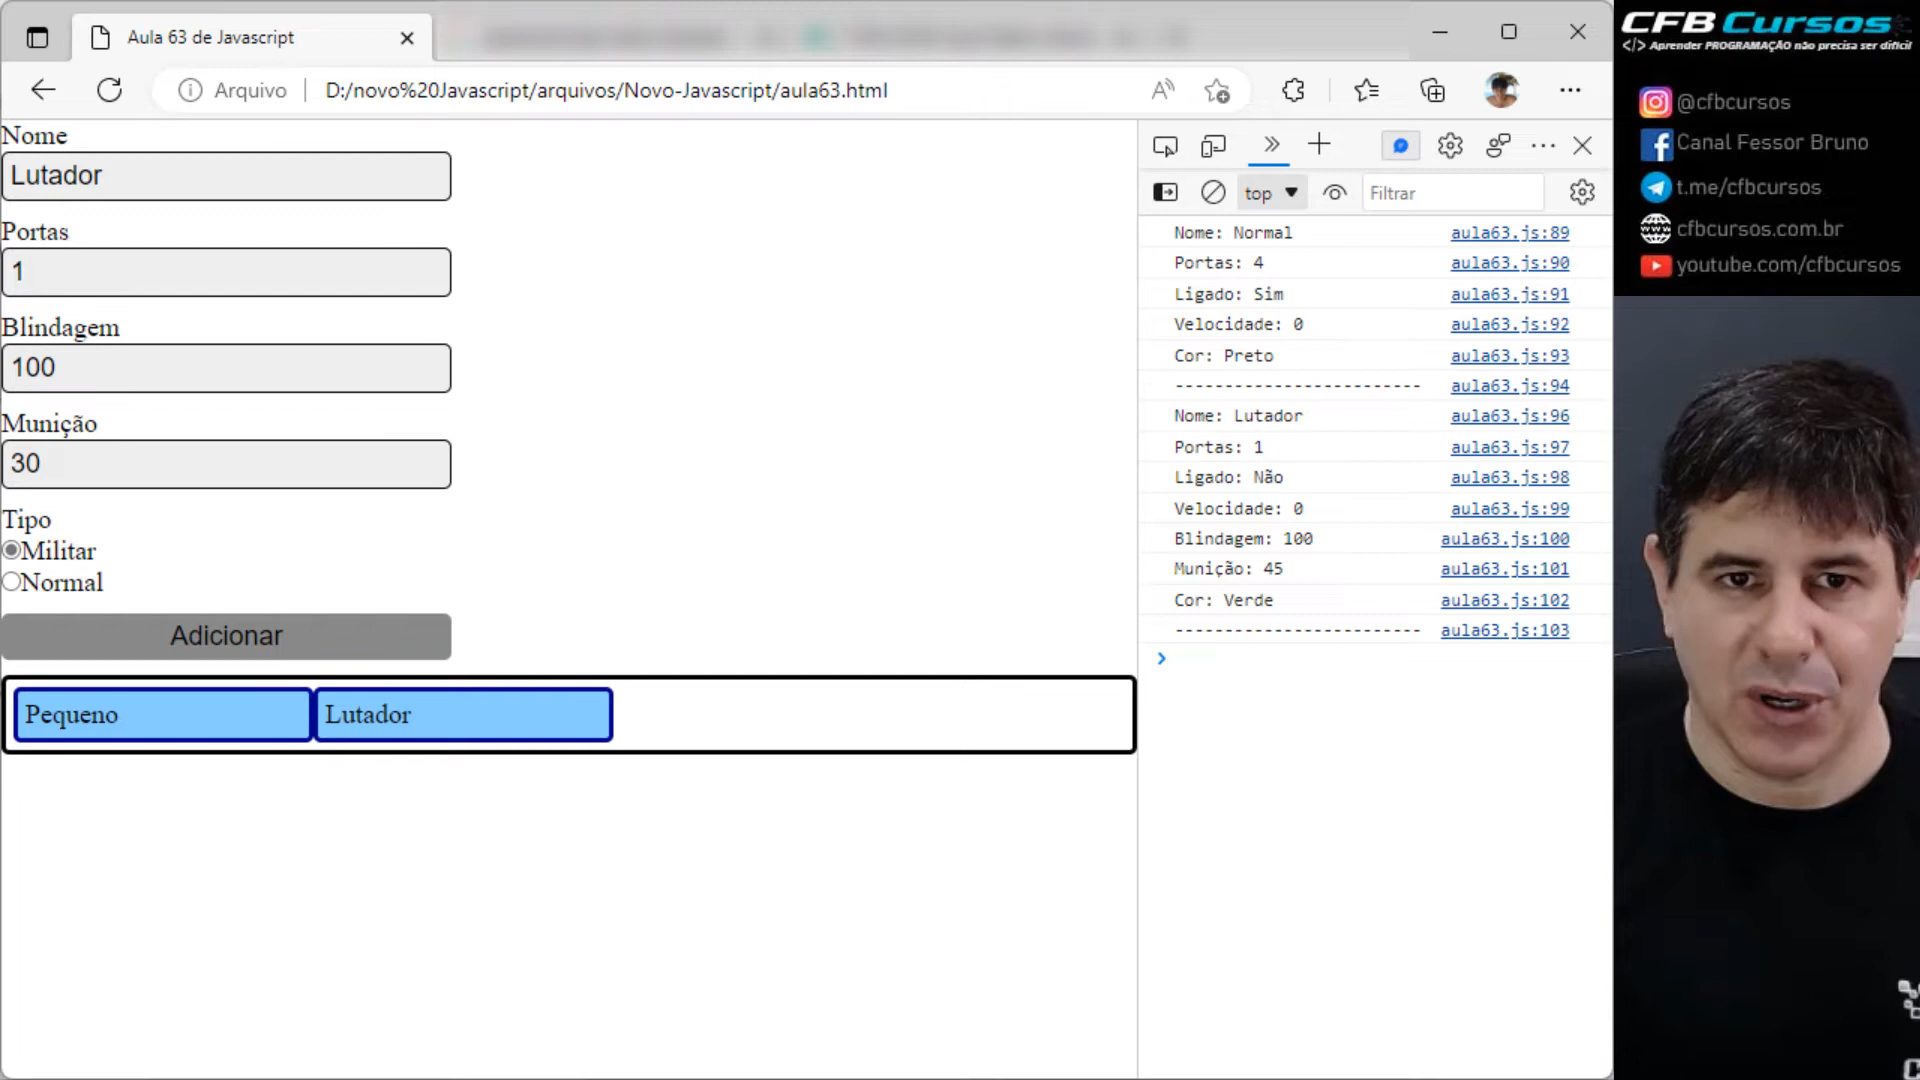 Aula 63 de Javascript
Arquivo
D:/novo%20Javascript/arquivos/Novo-Javascript/aula63.html
Nome
Lutador
Portas
1
Blindagem
100
Munição
30
Tipo
Militar
Normal
Adicionar
Pequeno
Lutador
top
Filtrar
Nome: Normal aula63.js:89
Portas: 4 aula63.js:90
Ligado: Sim aula63.js:91
Velocidade: 0 aula63.js:92
Cor: Preto aula63.js:93
------------------------- aula63.js:94
Nome: Lutador aula63.js:96
Portas: 1 aula63.js:97
Ligado: Não aula63.js:98
Velocidade: 0 aula63.js:99
Blindagem: 100 aula63.js:100
Munição: 45 aula63.js:101
Cor: Verde aula63.js:102
------------------------- aula63.js:103
CFB Cursos
</> Aprender PROGRAMAÇÃO não precisa ser difícil
@cfbcursos
Canal Fessor Bruno
t.me/cfbcursos
cfbcursos.com.br
youtube.com/cfbcursos